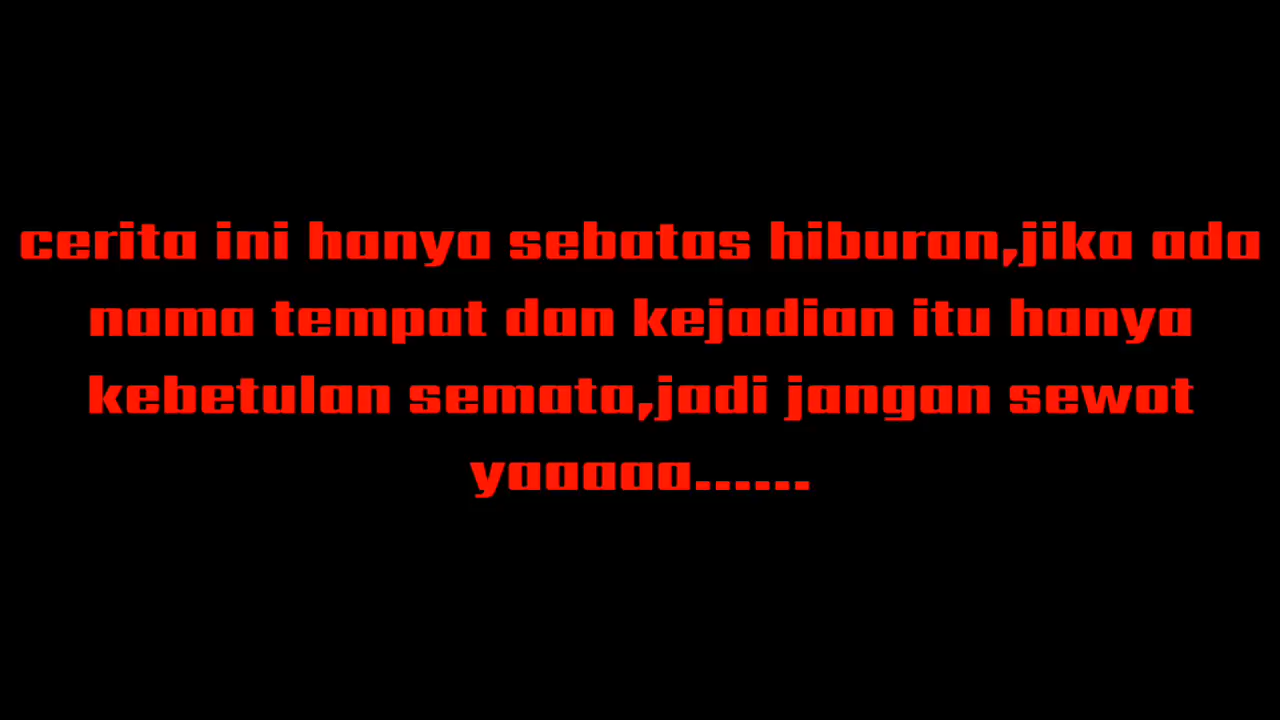 cerita ini hanya sebatas hiburan,jika ada
nama tempat dan kejadian itu hanya
kebetulan semata,jadi jangan sewot
yaaaaa......